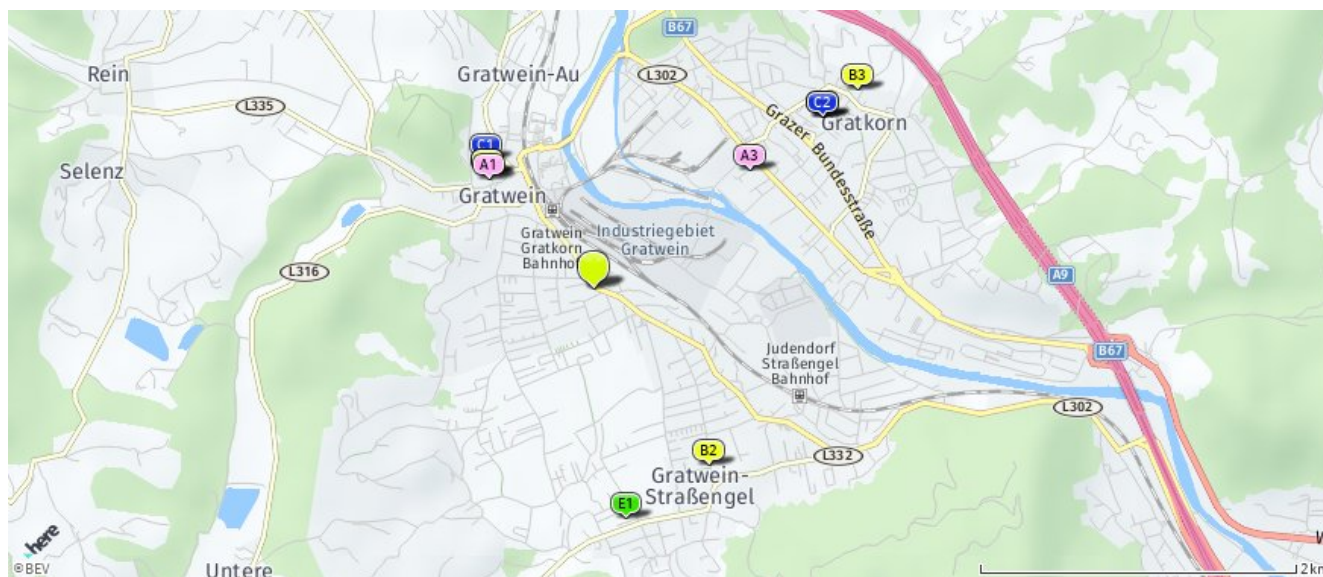 B67
Rein
Gratwein-Au
L302
B3
C2
L335
Gratkorn
Grazer Bundesstraße
C1
A1
A3
Selenz
Gratwein
Gratwein-
Gratkorn
Bahnhof
Industriegebiet
Gratwein
L316
A9
Judendorf
Straßengel
Bahnhof
B67
L302
B2
L332
Gratwein-
Straßengel
E1
here
©BEV
Untere
W
2km